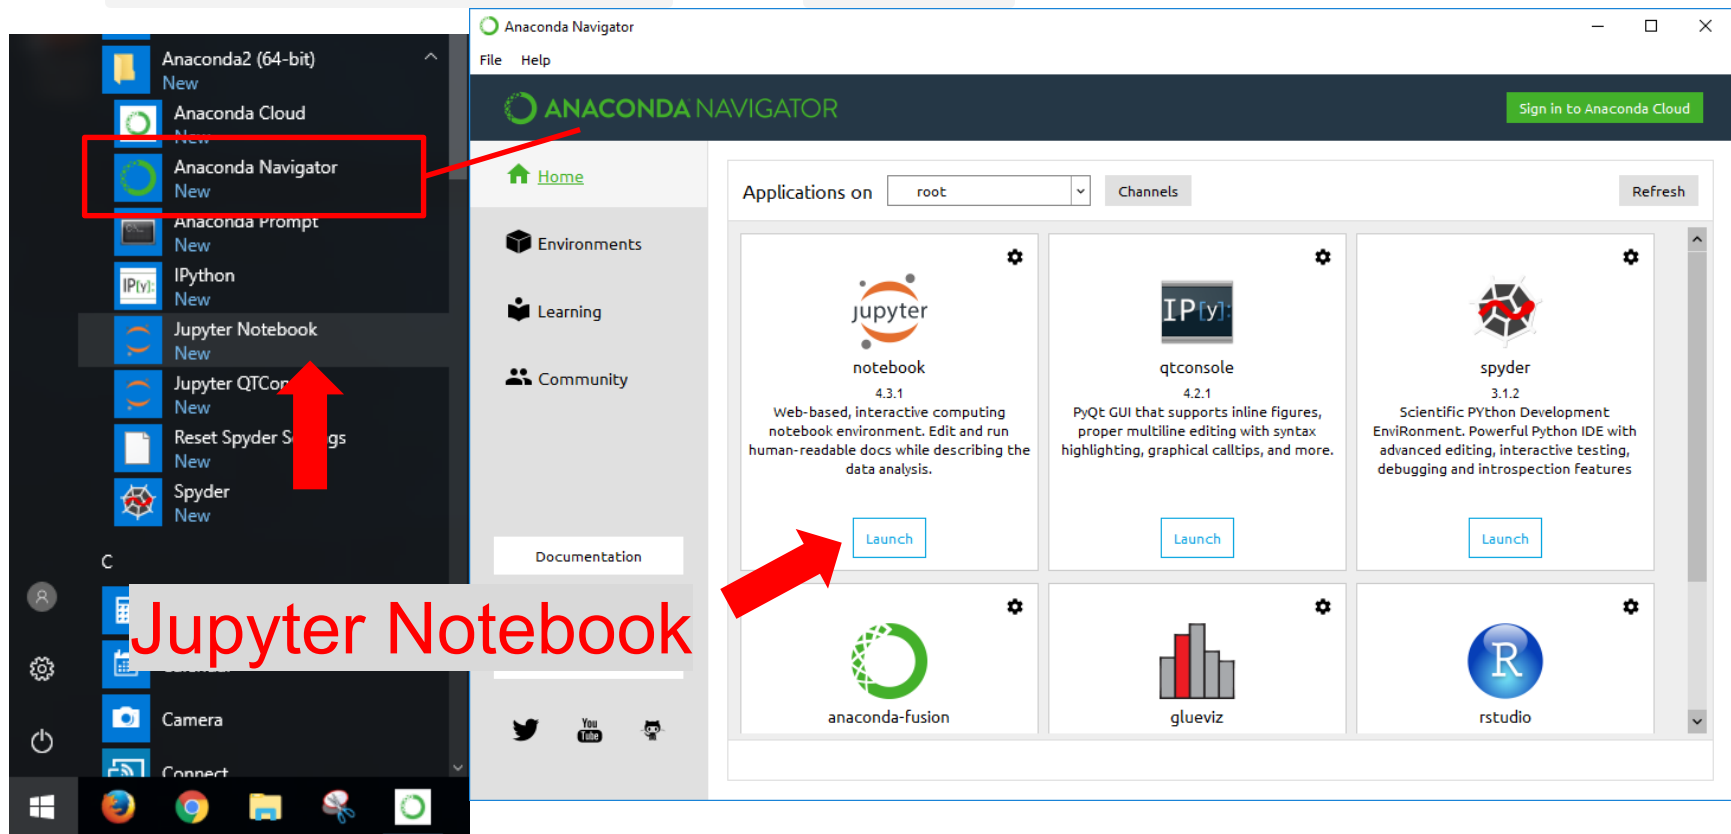 Anaconda2 (64-bit)
New
Anaconda Cloud
New
Anaconda Navigator
New
Anaconda Prompt
New
IPython
New
Jupyter Notebook
New
Jupyter QTCon
New
Reset Spyder S gs
New
Spyder
New
C
Calendar
Camera
Connect
Jupyter Notebook
Anaconda Navigator
File Help
ANACONDA NAVIGATOR
Sign in to Anaconda Cloud
Home
Environments
Learning
Community
Documentation
You
Tube
Applications on root Channels Refresh
jupyter
notebook
4.3.1
Web-based, interactive computing
notebook environment. Edit and run
human-readable docs while describing the
data analysis.
Launch
IP[y]:
qtconsole
4.2.1
PyQt GUI that supports inline figures,
proper multiline editing with syntax
highlighting, graphical calltips, and more.
Launch
spyder
3.1.2
Scientific PYthon Development
EnviRonment. Powerful Python IDE with
advanced editing, interactive testing,
debugging and introspection features
Launch
anaconda-fusion
glueviz
R
rstudio